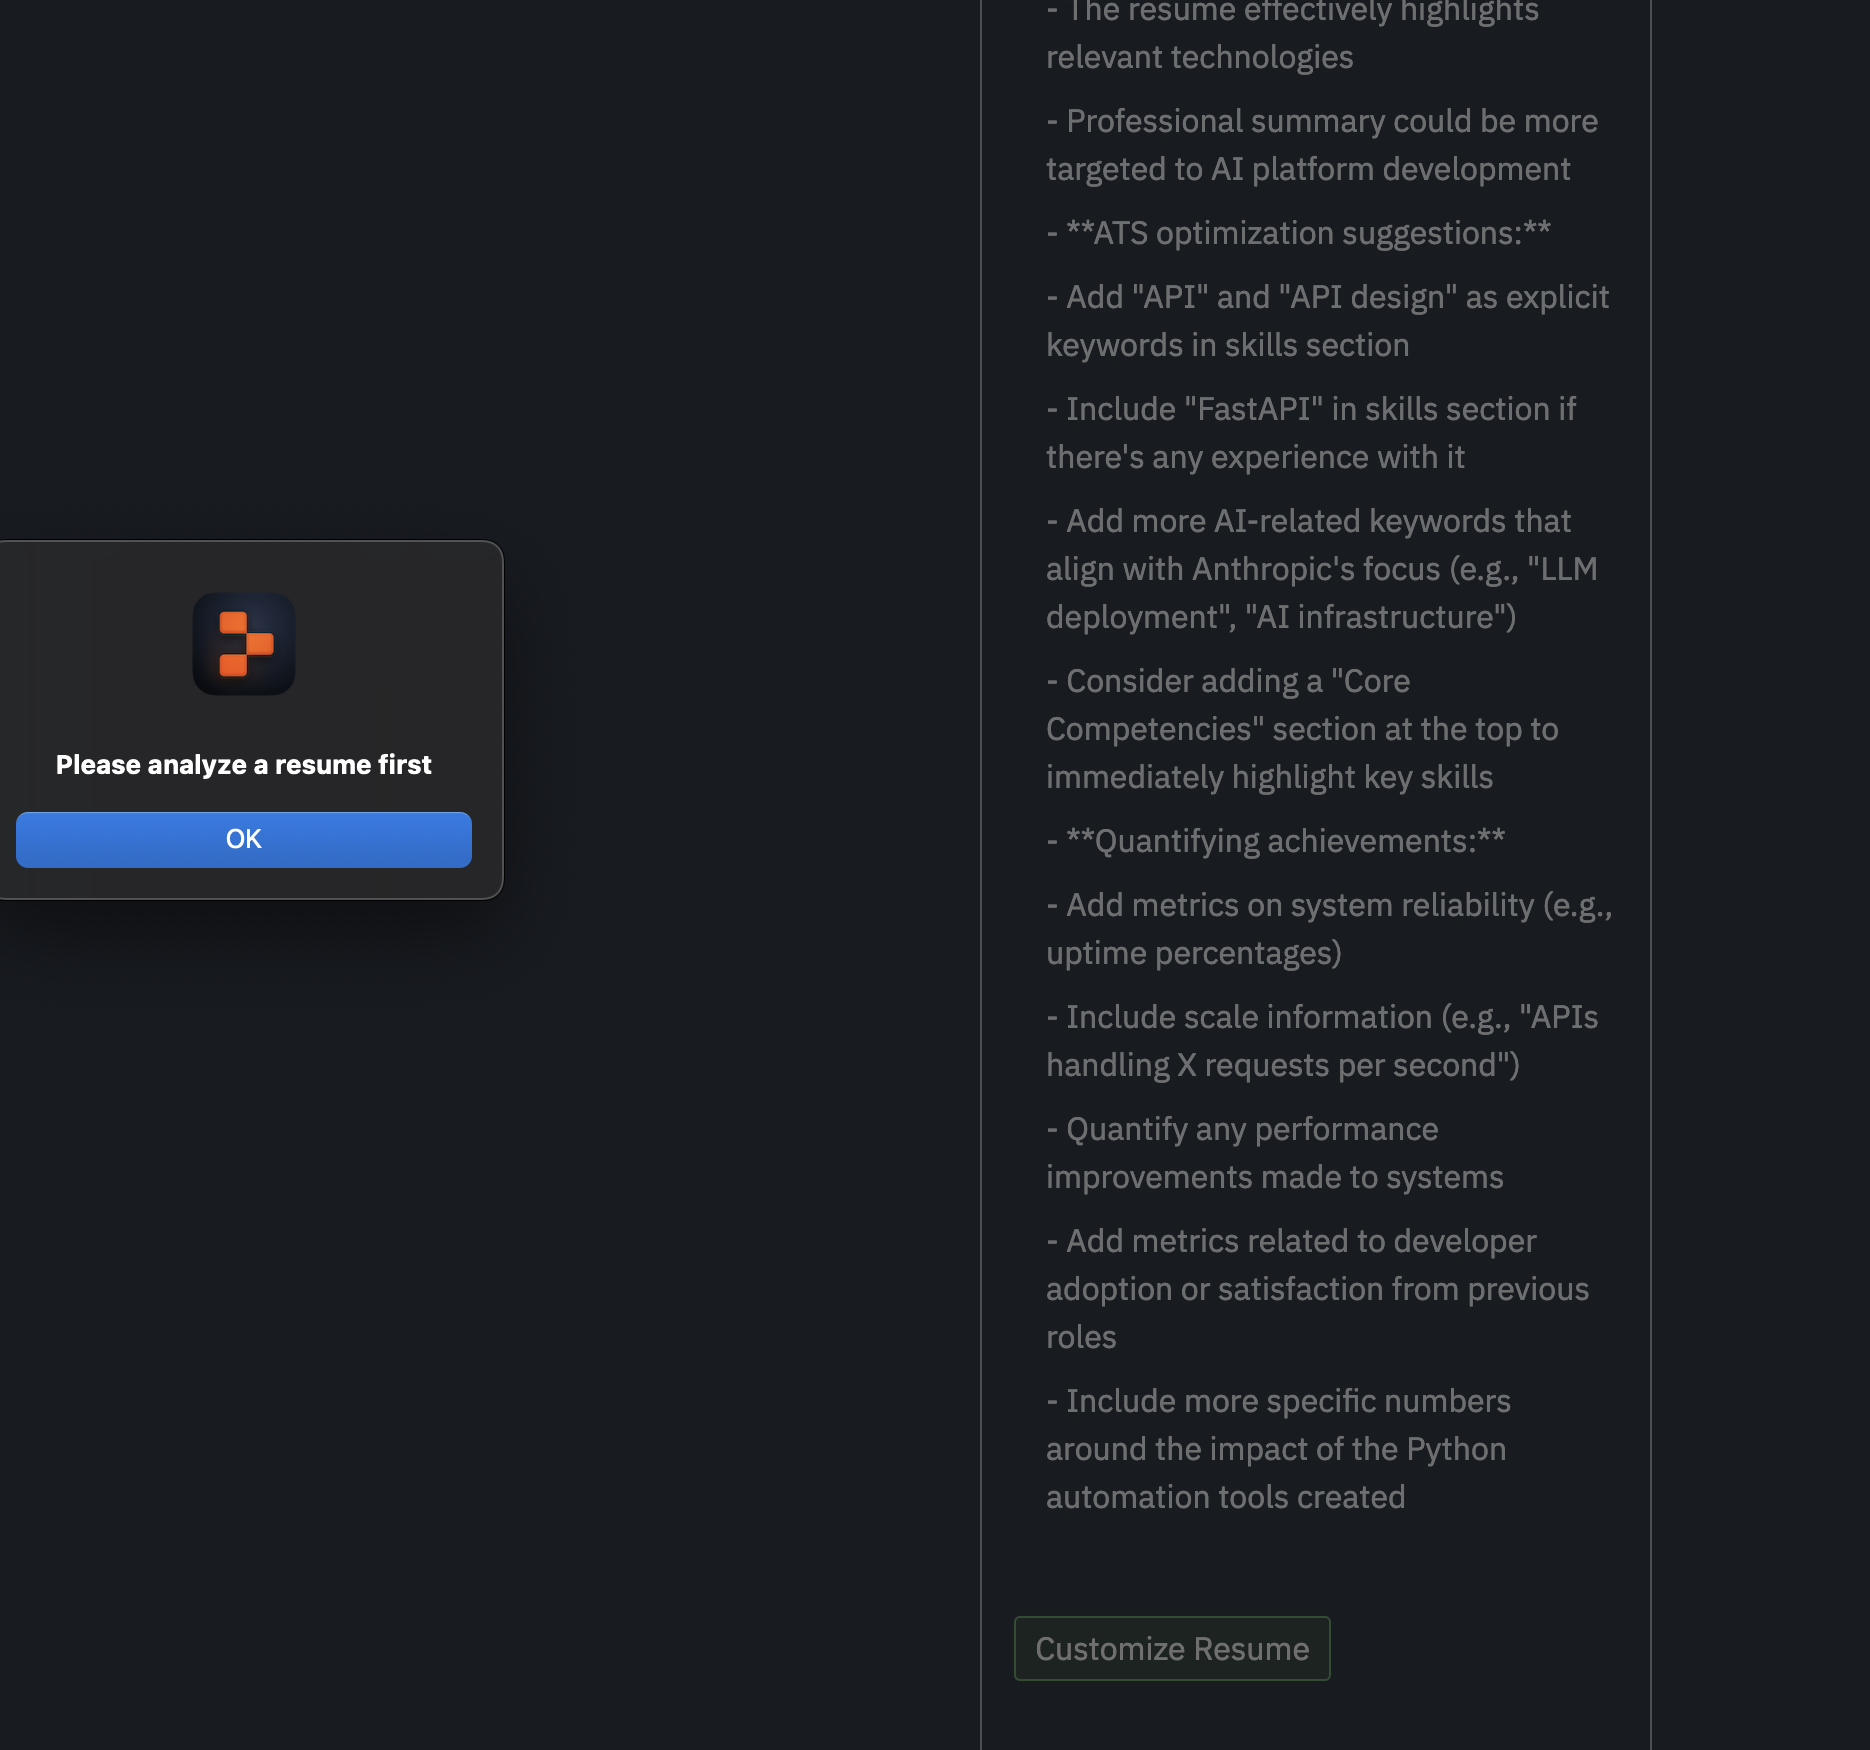 - The resume effectively highlights
relevant technologies
- Professional summary could be more
targeted to AI platform development
- **ATS optimization suggestions:**
- Add "API" and "API design" as explicit
keywords in skills section
- Include "FastAPI" in skills section if
there's any experience with it
- Add more AI-related keywords that
align with Anthropic's focus (e.g., "LLM
deployment", "AI infrastructure")
- Consider adding a "Core
Competencies" section at the top to
immediately highlight key skills
- **Quantifying achievements:**
- Add metrics on system reliability (e.g.,
uptime percentages)
- Include scale information (e.g., "APIs
handling X requests per second")
- Quantify any performance
improvements made to systems
- Add metrics related to developer
adoption or satisfaction from previous
roles
- Include more specific numbers
around the impact of the Python
automation tools created
Customize Resume
Please analyze a resume first
OK